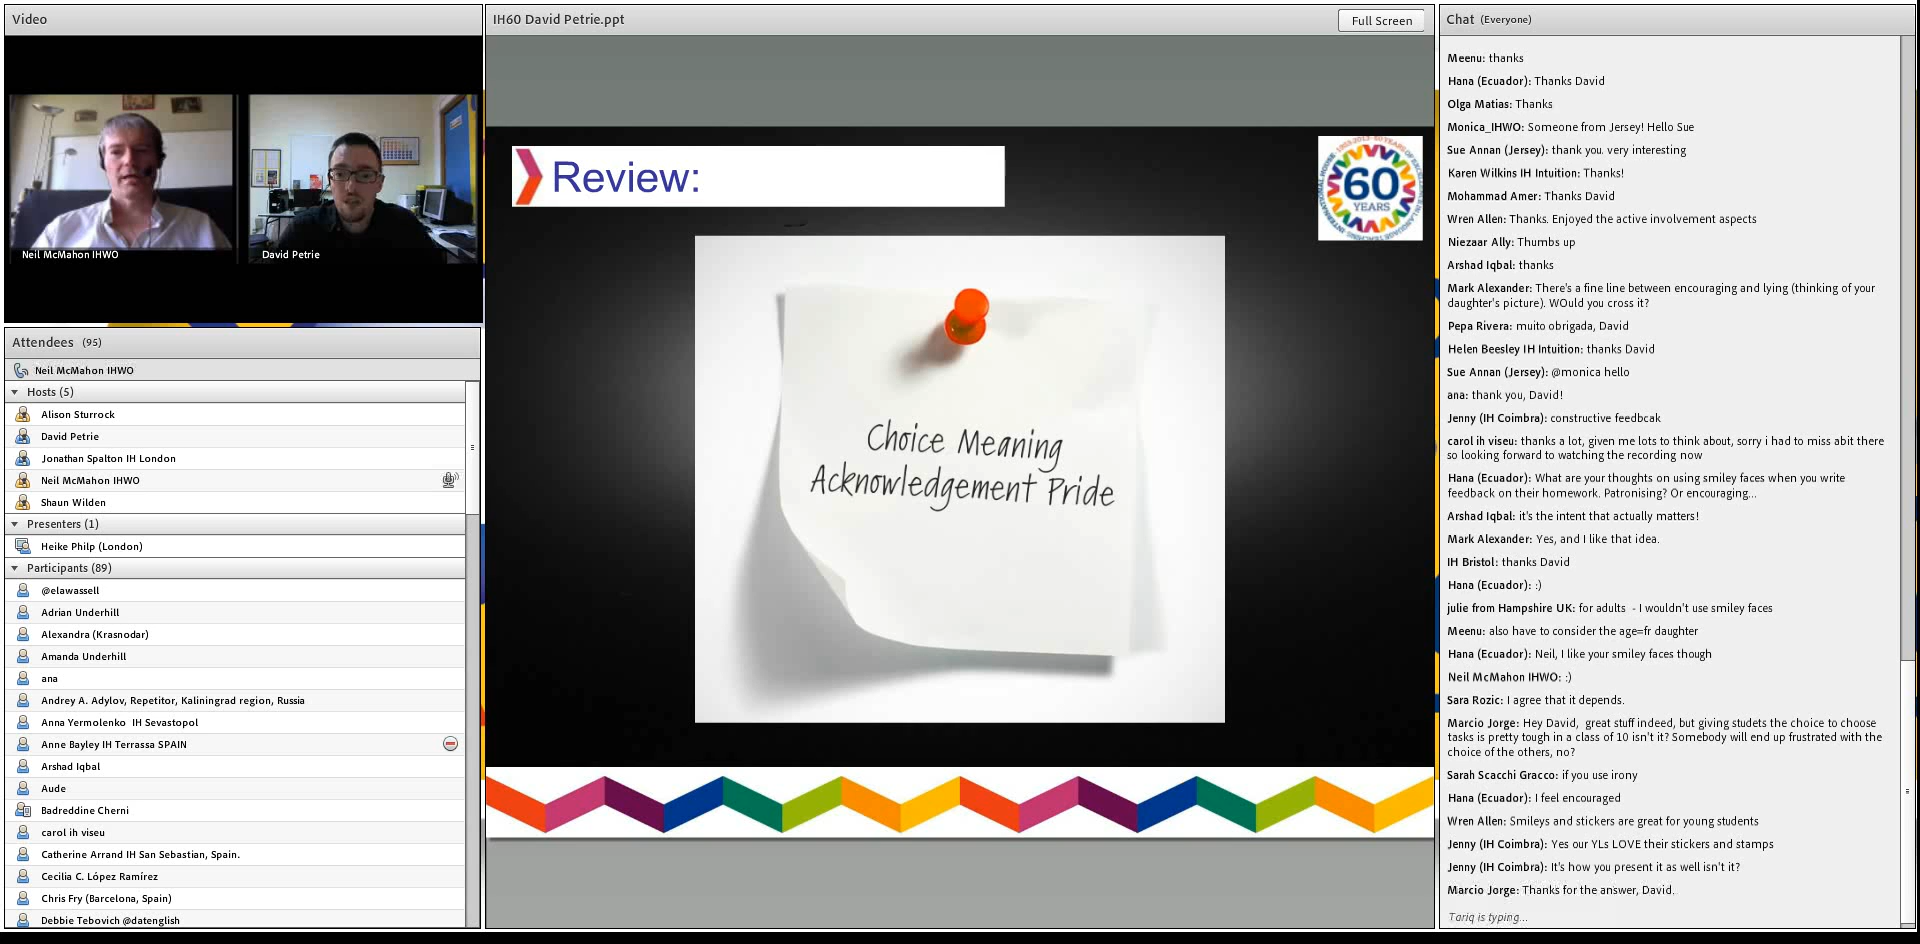 Video
Neil McMahon IHWO
David Petrie
Attendees (95)
Neil McMahon IHWO
Hosts (5)
Alison Sturrock
David Petrie
Jonathan Spalton IH London
Neil McMahon IHWO
Shaun Wilden
Presenters (1)
Heike Philp (London)
Participants (89)
@elawassell
Adrian Underhill
Alexandra (Krasnodar)
Amanda Underhill
ana
Andrey A. Adylov, Repetitor, Kaliningrad region, Russia
Anna Yermolenko IH Sevastopol
Anne Bayley IH Terrassa SPAIN
Arshad Iqbal
Aude
Badreddine Cherni
carol ih viseu
Catherine Arrand IH San Sebastian, Spain.
Cecilia C. López Ramírez
Chris Fry (Barcelona, Spain)
Debbie Tebovich @datenglish
IH60 David Petrie.ppt
Full Screen
Review:
60
YEARS
Choice Meaning
Acknowledgement Pride
Chat (Everyone)
Meenu: thanks
Hana (Ecuador): Thanks David
Olga Matias: Thanks
Monica_IHWO: Someone from Jersey! Hello Sue
Sue Annan (Jersey): thank you. very interesting
Karen Wilkins IH Intuition: Thanks!
Mohammad Amer: Thanks David
Wren Allen: Thanks. Enjoyed the active involvement aspects
Niezaar Ally: Thumbs up
Arshad Iqbal: thanks
Mark Alexander: There's a fine line between encouraging and lying (thinking of your
daughter's picture). WOuld you cross it?
Pepa Rivera: muito obrigada, David
Helen Beesley IH Intuition: thanks David
Sue Annan (Jersey): @monica hello
ana: thank you, David!
Jenny (IH Coimbra): constructive feedbcak
carol ih viseu: thanks a lot, given me lots to think about, sorry i had to miss abit there
so looking forward to watching the recording now
Hana (Ecuador): What are your thoughts on using smiley faces when you write
feedback on their homework. Patronising? Or encouraging...
Arshad Iqbal: it's the intent that actually matters!
Mark Alexander: Yes, and I like that idea.
IH Bristol: thanks David
Hana (Ecuador): :)
julie from Hampshire UK: for adults - I wouldn't use smiley faces
Meenu: also have to consider the age=fr daughter
Hana (Ecuador): Neil, I like your smiley faces though
Neil McMahon IHWO: :)
Sara Rozic: I agree that it depends.
Marcio Jorge: Hey David, great stuff indeed, but giving studets the choice to choose
tasks is pretty tough in a class of 10 isn't it? Somebody will end up frustrated with the
choice of the others, no?
Sarah Scacchi Gracco: if you use irony
Hana (Ecuador): I feel encouraged
Wren Allen: Smileys and stickers are great for young students
Jenny (IH Coimbra): Yes our YLs LOVE their stickers and stamps
Jenny (IH Coimbra): It's how you present it as well isn't it?
Marcio Jorge: Thanks for the answer, David.
Tariq is typing...